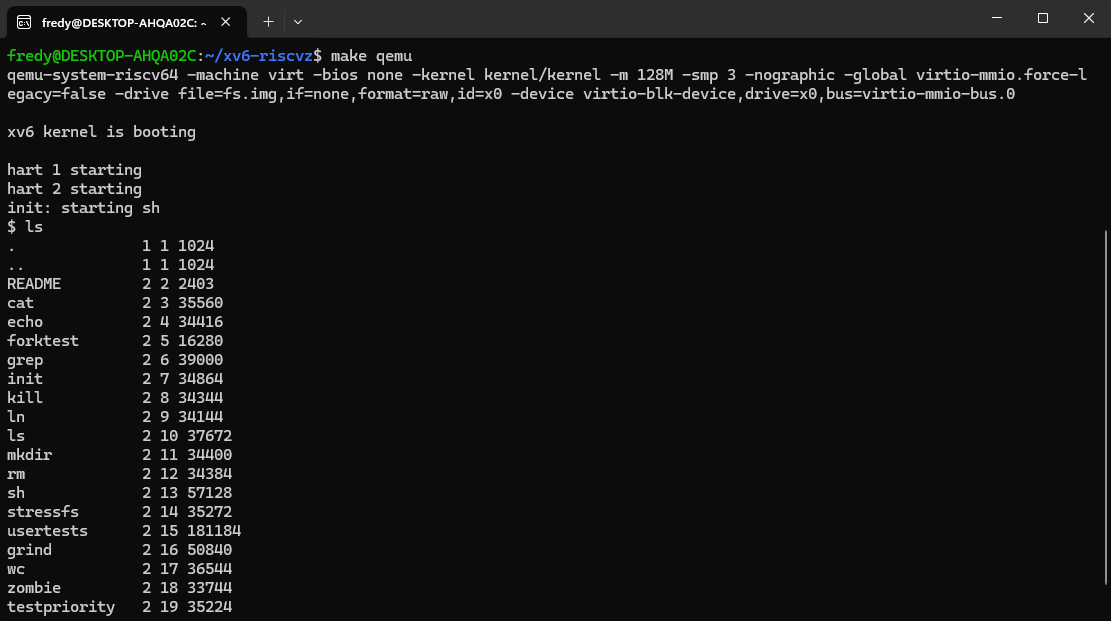 fredy@DESKTOP-AHQA02C: ~
fredy@DESKTOP-AHQA02C:~/xv6-riscvz$ make qemu
qemu-system-riscv64 -machine virt -bios none -kernel kernel/kernel -m 128M -smp 3 -nographic -global virtio-mmio.force-l
egacy=false -drive file=fs.img,if=none,format=raw,id=x0 -device virtio-blk-device,drive=x0,bus=virtio-mmio-bus.0
xv6 kernel is booting
hart 1 starting
hart 2 starting
init: starting sh
$ ls
.              1 1 1024
..             1 1 1024
README         2 2 2403
cat            2 3 35560
echo           2 4 34416
forktest       2 5 16280
grep           2 6 39000
init           2 7 34864
kill           2 8 34344
ln             2 9 34144
ls             2 10 37672
mkdir          2 11 34400
rm             2 12 34384
sh             2 13 57128
stressfs       2 14 35272
usertests      2 15 181184
grind          2 16 50840
wc             2 17 36544
zombie         2 18 33744
testpriority   2 19 35224